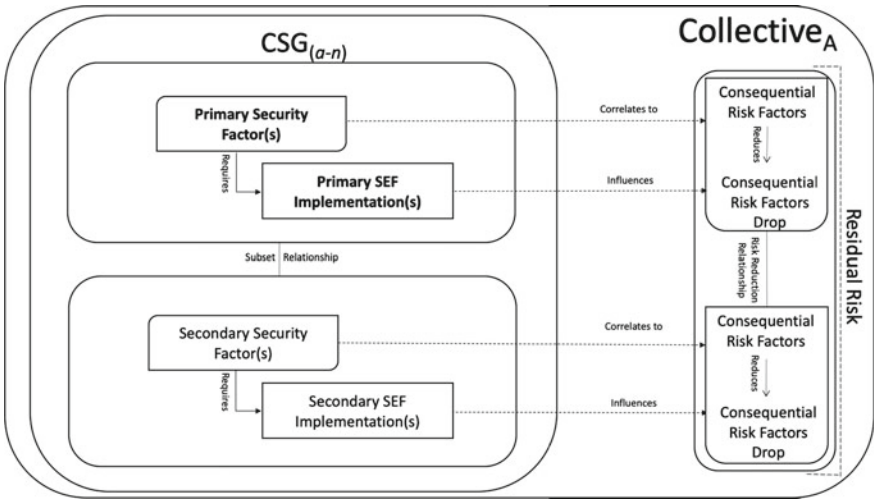 CSG(a-n)
Collective A
Primary Security
Factor(s)
Requires
Primary SEF
Implementation(s)
Correlates to
Influences
Consequential
Risk Factors
Reduces
Consequential
Risk Factors
Drop
Subset Relationship
Risk Reduction
Relationship
Residual Risk
Secondary Security
Factor(s)
Requires
Secondary SEF
Implementation(s)
Correlates to
Influences
Consequential
Risk Factors
Reduces
Consequential
Risk Factors
Drop